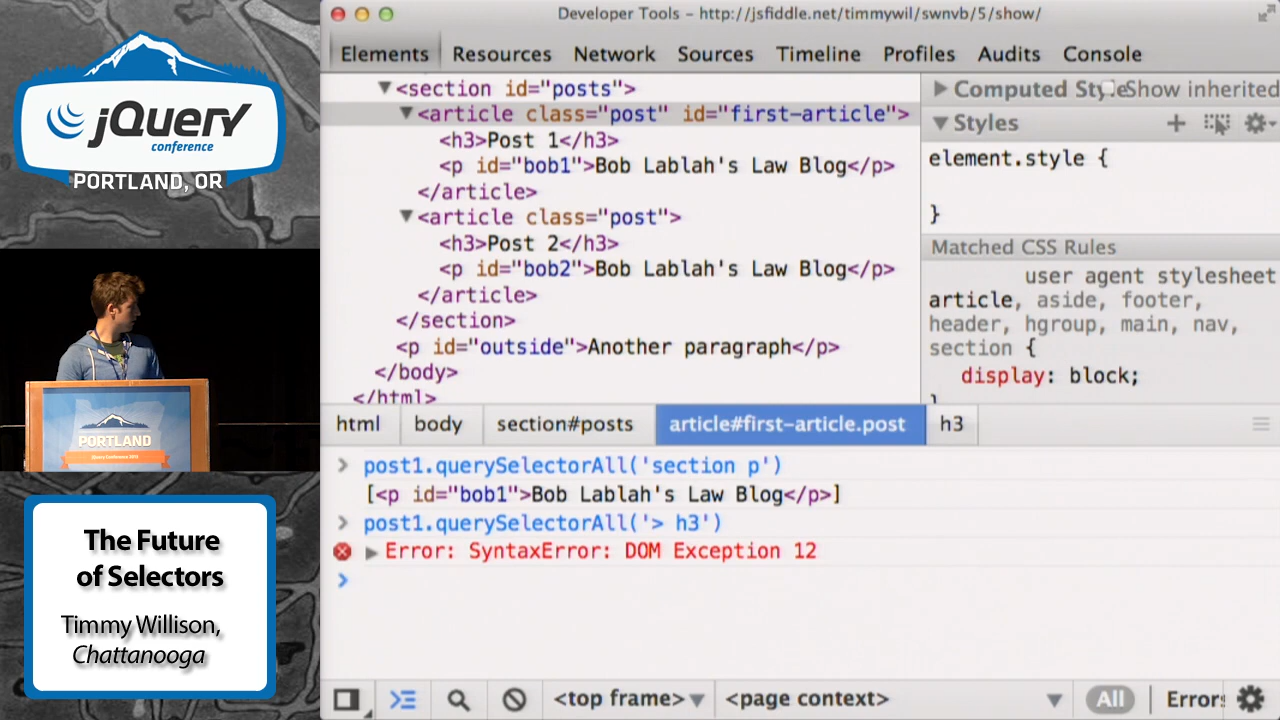 jQuery
conference
PORTLAND, OR
PORTLAND
jQuery Conference 2013
The Future
of Selectors
Timmy Willison,
Chattanooga
Developer Tools - http://jsfiddle.net/timmywil/swnvb/5/show/
Elements Resources Network Sources Timeline Profiles Audits Console
▼<section id="posts">
▼<article class="post" id="first-article">
<h3>Post 1</h3>
<p id="bob1">Bob Lablah's Law Blog</p>
</article>
▼<article class="post">
<h3>Post 2</h3>
<p id="bob2">Bob Lablah's Law Blog</p>
</article>
</section>
<p id="outside">Another paragraph</p>
</body>
</html>
▶ Computed Style Show inherited
▼ Styles
element.style {
}
Matched CSS Rules
user agent stylesheet
article, aside, footer,
header, hgroup, main, nav,
section {
display: block;
}
html body section#posts article#first-article.post h3
> post1.querySelectorAll('section p')
[<p id="bob1">Bob Lablah's Law Blog</p>]
> post1.querySelectorAll('> h3')
▶ Error: SyntaxError: DOM Exception 12
>
<top frame> ▼ <page context> ▼ All Errors